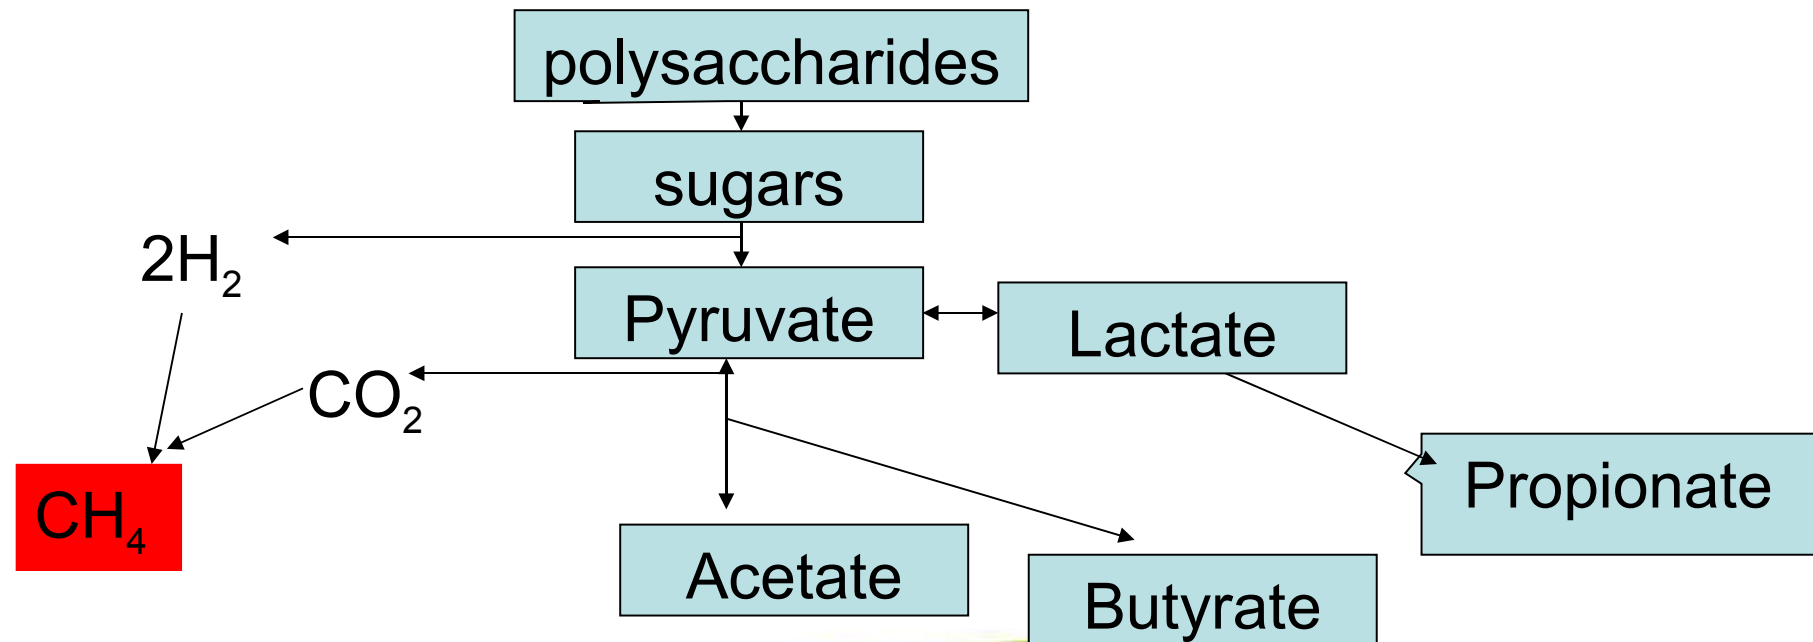 polysaccharides
sugars
2H₂
Pyruvate
Lactate
CO₂
Propionate
CH₄
Acetate
Butyrate